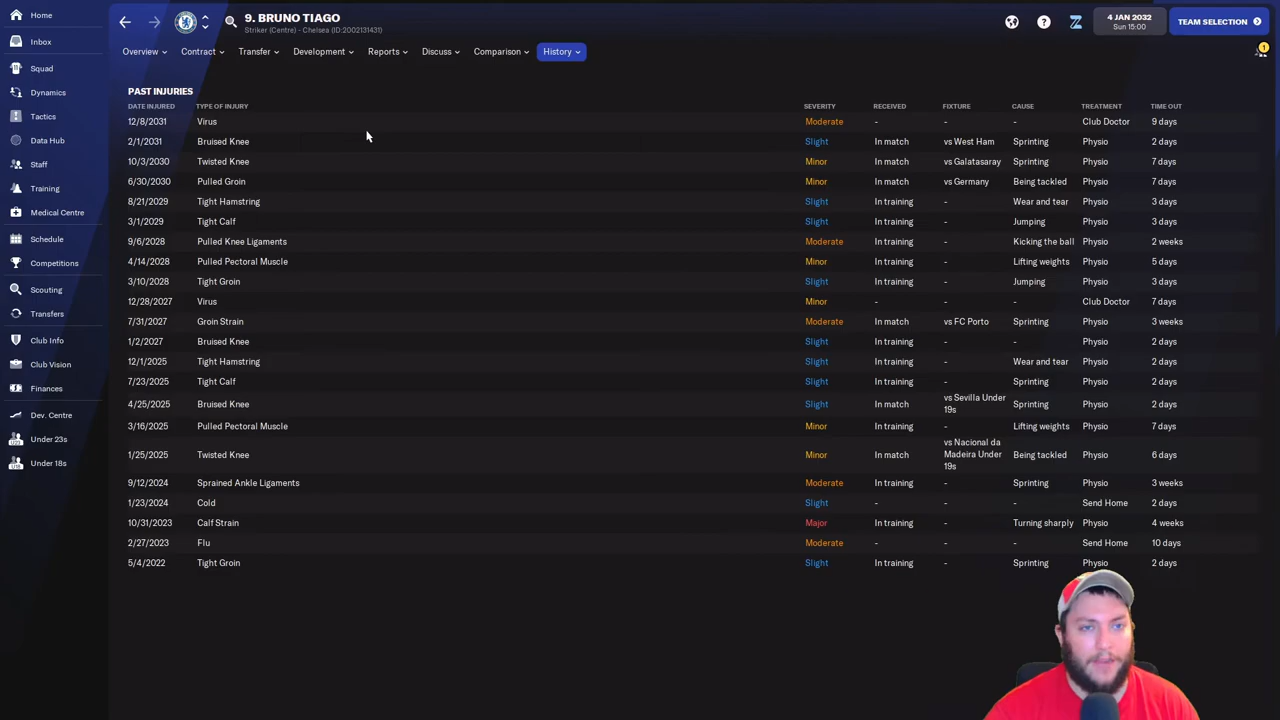 Home
Inbox
Squad
Dynamics
Tactics
Data Hub
Staff
Training
Medical Centre
Schedule
Competitions
Scouting
Transfers
Club Info
Club Vision
Finances
Dev. Centre
Under 23s
Under 18s
9. BRUNO TIAGO
Striker (Centre) - Chelsea (ID:2002131431)
4 JAN 2032
Sun 15:00
TEAM SELECTION
Overview Contract Transfer Development Reports Discuss Comparison History
1
PAST INJURIES
DATE INJURED TYPE OF INJURY SEVERITY RECEIVED FIXTURE CAUSE TREATMENT TIME OUT
12/8/2031 Virus Moderate - - - Club Doctor 9 days
2/1/2031 Bruised Knee Slight In match vs West Ham Sprinting Physio 2 days
10/3/2030 Twisted Knee Minor In match vs Galatasaray Sprinting Physio 7 days
6/30/2030 Pulled Groin Minor In match vs Germany Being tackled Physio 7 days
8/21/2029 Tight Hamstring Slight In training - Wear and tear Physio 3 days
3/1/2029 Tight Calf Slight In training - Jumping Physio 3 days
9/6/2028 Pulled Knee Ligaments Moderate In training - Kicking the ball Physio 2 weeks
4/14/2028 Pulled Pectoral Muscle Minor In training - Lifting weights Physio 5 days
3/10/2028 Tight Groin Slight In training - Jumping Physio 3 days
12/28/2027 Virus Minor - - - Club Doctor 7 days
7/31/2027 Groin Strain Moderate In match vs FC Porto Sprinting Physio 3 weeks
1/2/2027 Bruised Knee Slight In training - - Physio 2 days
12/1/2025 Tight Hamstring Slight In training - Wear and tear Physio 2 days
7/23/2025 Tight Calf Slight In training - Sprinting Physio 2 days
4/25/2025 Bruised Knee Slight In match vs Sevilla Under 19s Sprinting Physio 2 days
3/16/2025 Pulled Pectoral Muscle Minor In training - Lifting weights Physio 7 days
1/25/2025 Twisted Knee Minor In match vs Nacional da Madeira Under 19s Being tackled Physio 6 days
9/12/2024 Sprained Ankle Ligaments Moderate In training - Sprinting Physio 3 weeks
1/23/2024 Cold Slight - - - Send Home 2 days
10/31/2023 Calf Strain Major In training - Turning sharply Physio 4 weeks
2/27/2023 Flu Moderate - - - Send Home 10 days
5/4/2022 Tight Groin Slight In training - Sprinting Physio 2 days